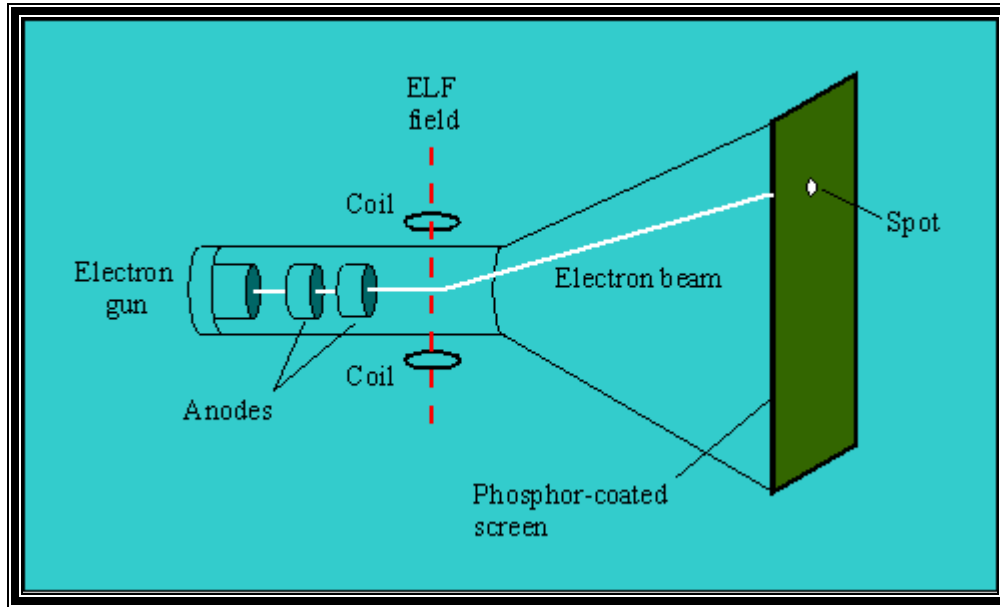 ELF
field
Coil
Electron
gun
Anodes
Coil
Electron beam
Spot
Phosphor-coated
screen